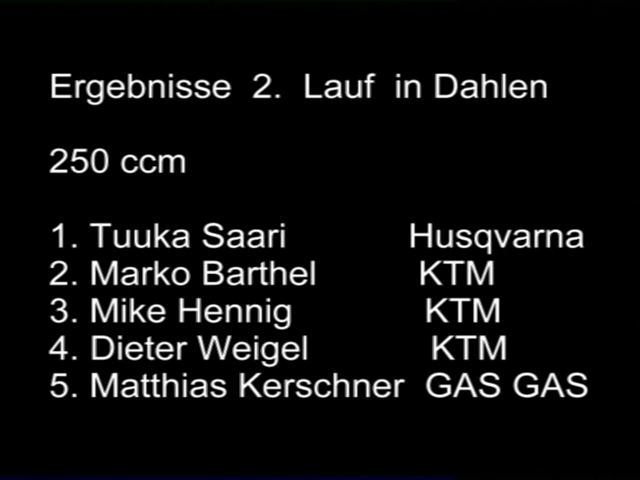 Ergebnisse 2. Lauf in Dahlen
250 ccm
1. Tuuka Saari Husqvarna
2. Marko Barthel KTM
3. Mike Hennig KTM
4. Dieter Weigel KTM
5. Matthias Kerschner GAS GAS